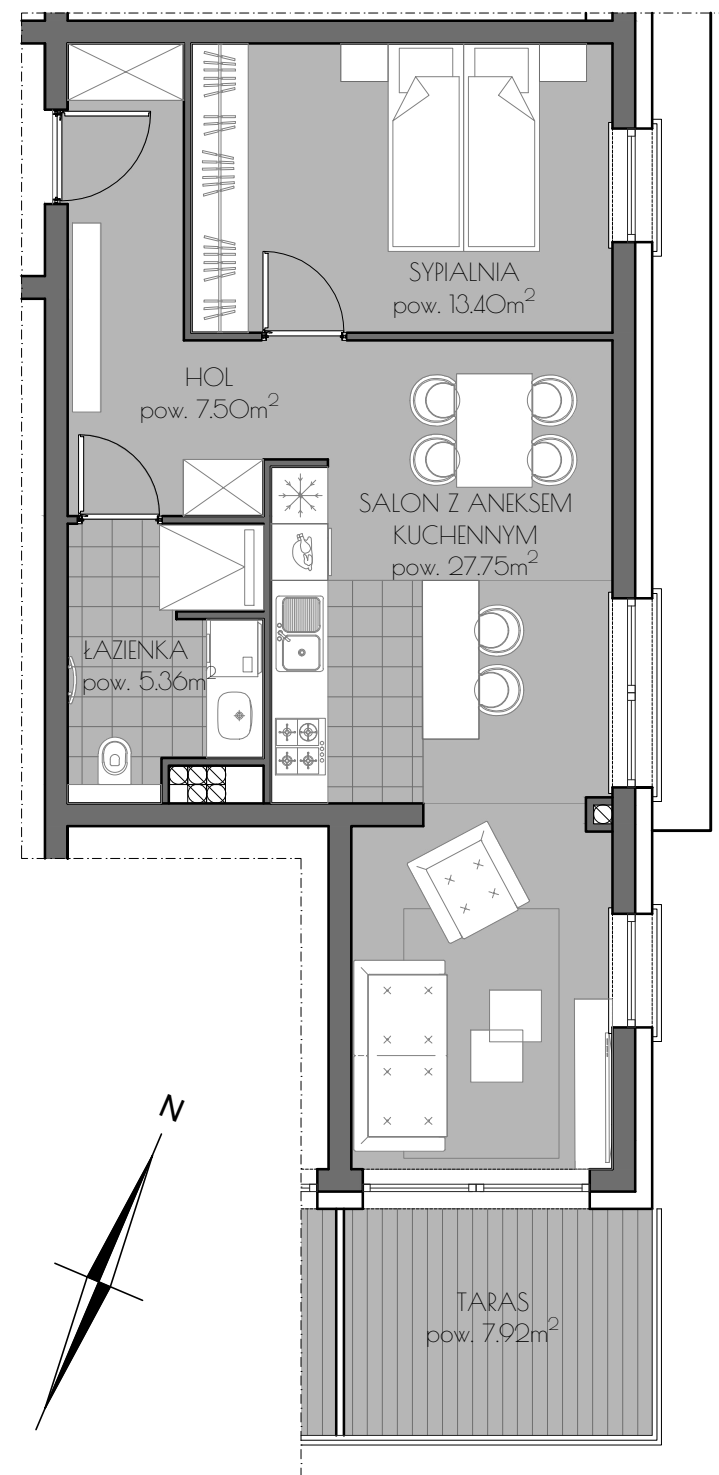 SYPIALNIA
pow. 13.40m²
HOL
pow. 7.50m²
SALON Z ANEKSEM
KUCHENNYM
pow. 27.75m²
ŁAZIENKA
pow. 5.36m²
N
TARAS
pow. 7.92m²